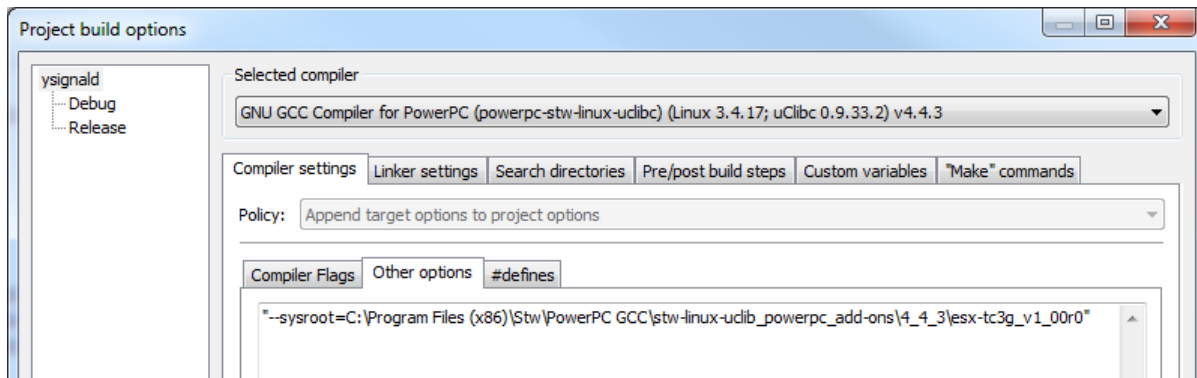 Project build options
ysignald
Debug
Release
Selected compiler
GNU GCC Compiler for PowerPC (powerpc-stw-linux-uclibc) (Linux 3.4.17; uClibc 0.9.33.2) v4.4.3
Compiler settings Linker settings Search directories Pre/post build steps Custom variables "Make" commands
Policy: Append target options to project options
Compiler Flags Other options #defines
"--sysroot=C:\Program Files (x86)\Stw\PowerPC GCC\stw-linux-uclib_powerpc_add-ons\4_4_3\esx-tc3g_v1_00r0"